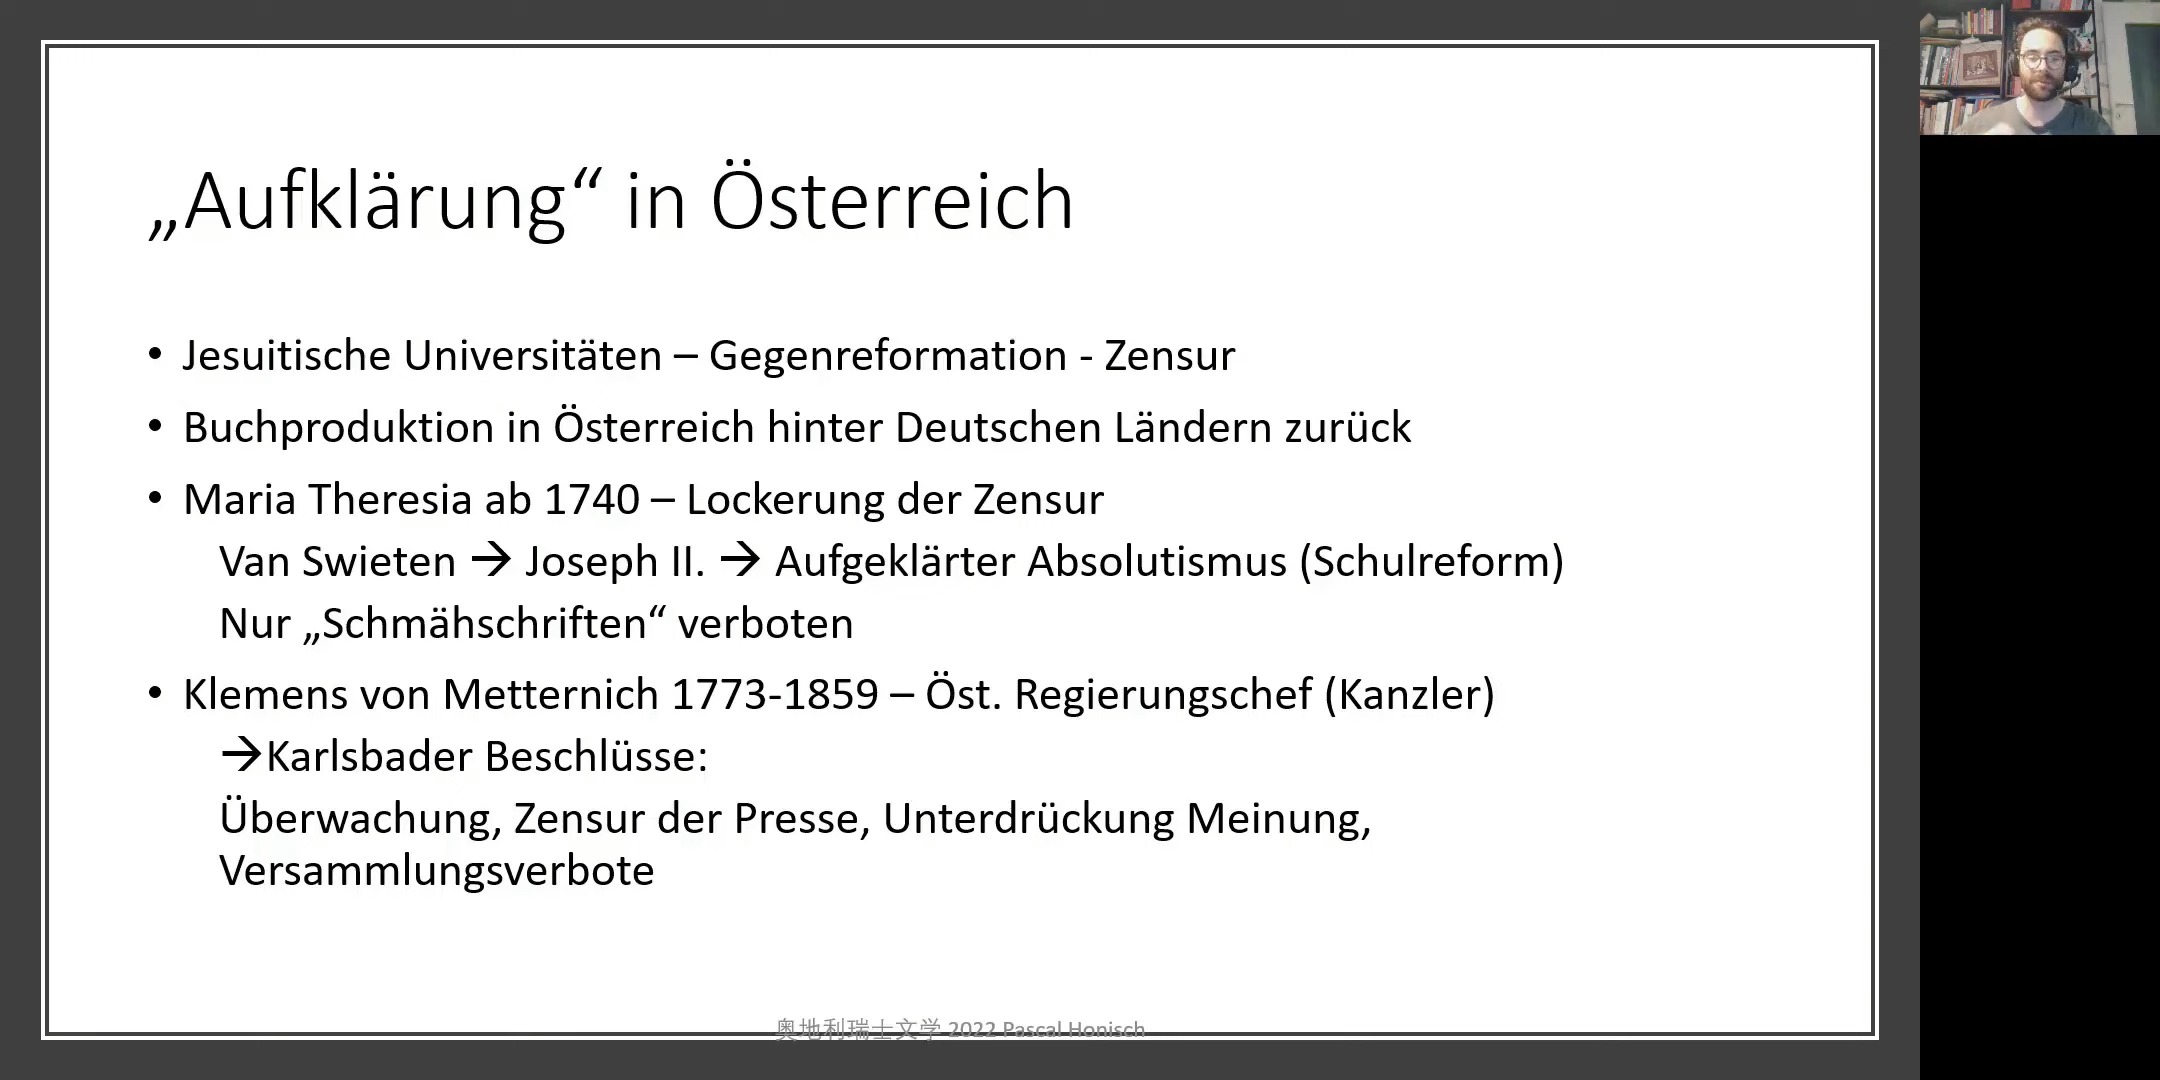 „Aufklärung“ in Österreich
• Jesuitische Universitäten – Gegenreformation - Zensur
• Buchproduktion in Österreich hinter Deutschen Ländern zurück
• Maria Theresia ab 1740 – Lockerung der Zensur
Van Swieten → Joseph II. → Aufgeklärter Absolutismus (Schulreform)
Nur „Schmähschriften“ verboten
• Klemens von Metternich 1773-1859 – Öst. Regierungschef (Kanzler)
→Karlsbader Beschlüsse:
Überwachung, Zensur der Presse, Unterdrückung Meinung,
Versammlungsverbote
奥地利瑞士文学 2022 Pascal Honisch